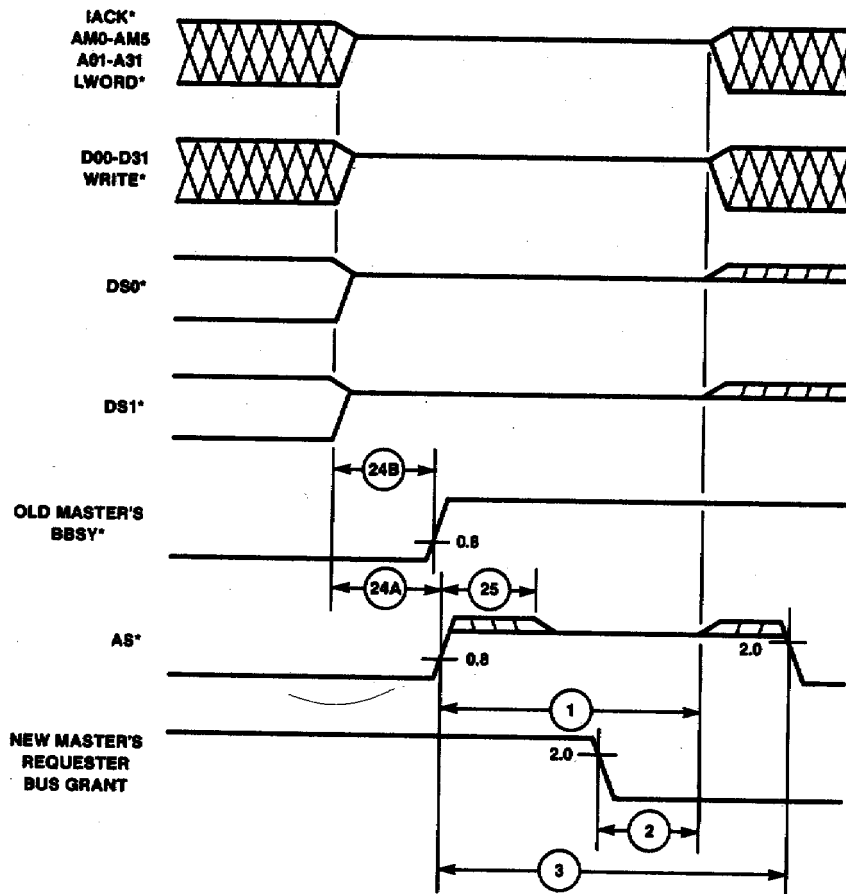 IACK*
AM0-AM5
A01-A31
LWORD*
D00-D31
WRITE*
DS0*
DS1*
24B
OLD MASTER'S
BBSY*
0.8
24A
25
AS*
2.0
0.8
1
NEW MASTER'S
REQUESTER
BUS GRANT
2.0
2
3